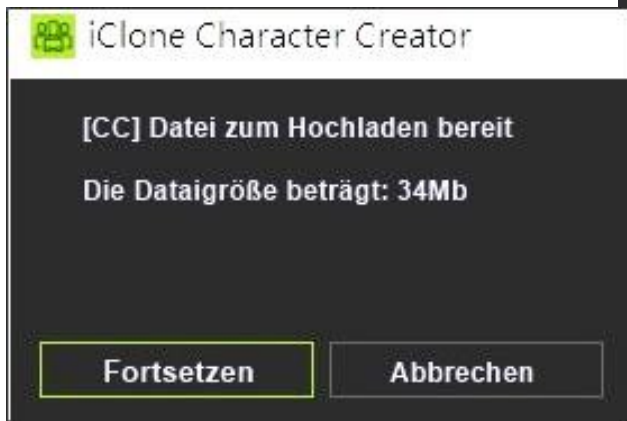 iClone Character Creator
[CC] Datei zum Hochladen bereit
Die Dataigröße beträgt: 34Mb
Fortsetzen
Abbrechen